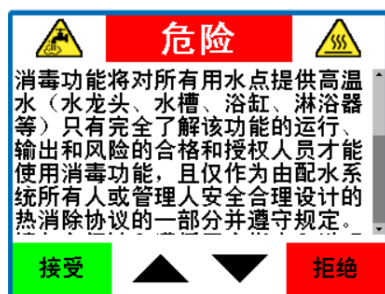 危险
消毒功能将对所有用水点提供高温
水（水龙头、水槽、浴缸、淋浴器
等）只有完全了解该功能的运行、
输出和风险的合格和授权人员才能
使用消毒功能，且仅作为由配水系
统所有人或管理人安全合理设计的
热消除协议的一部分并遵守规定。
接受
拒绝